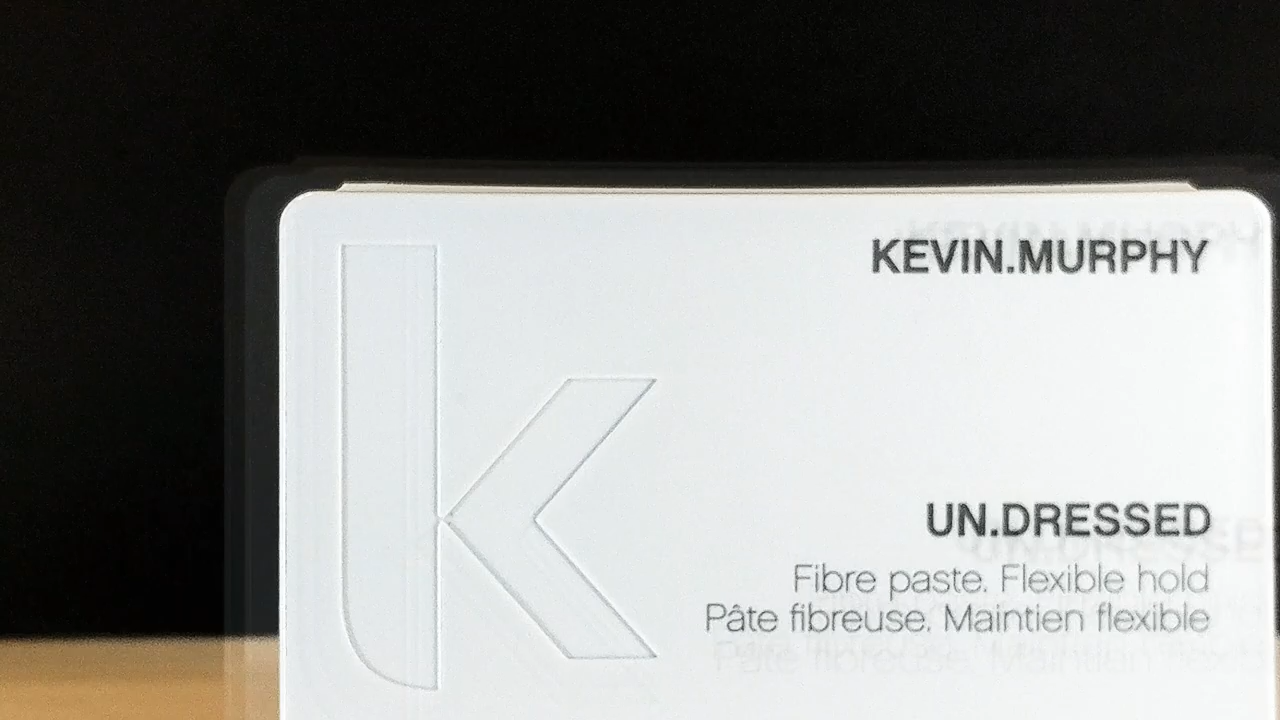 k
KEVIN.MURPHY
UN.DRESSED
Fibre paste. Flexible hold
Pâte fibreuse. Maintien flexible